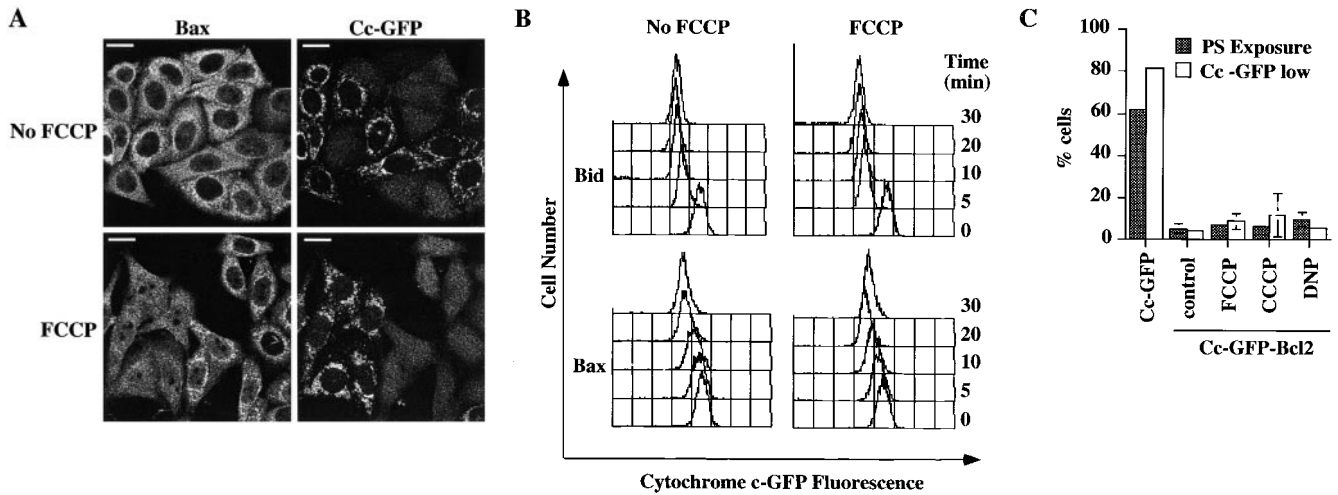 A
Bax
Cc-GFP
No FCCP
FCCP
B
No FCCP
FCCP
Time
(min)
30
20
10
5
0
Bid
30
20
10
5
0
Bax
Cell Number
Cytochrome c-GFP Fluorescence
C
100
80
60
40
20
0
% cells
PS Exposure
Cc -GFP low
Cc-GFP
control
FCCP
CCCP
DNP
Cc-GFP-Bcl2